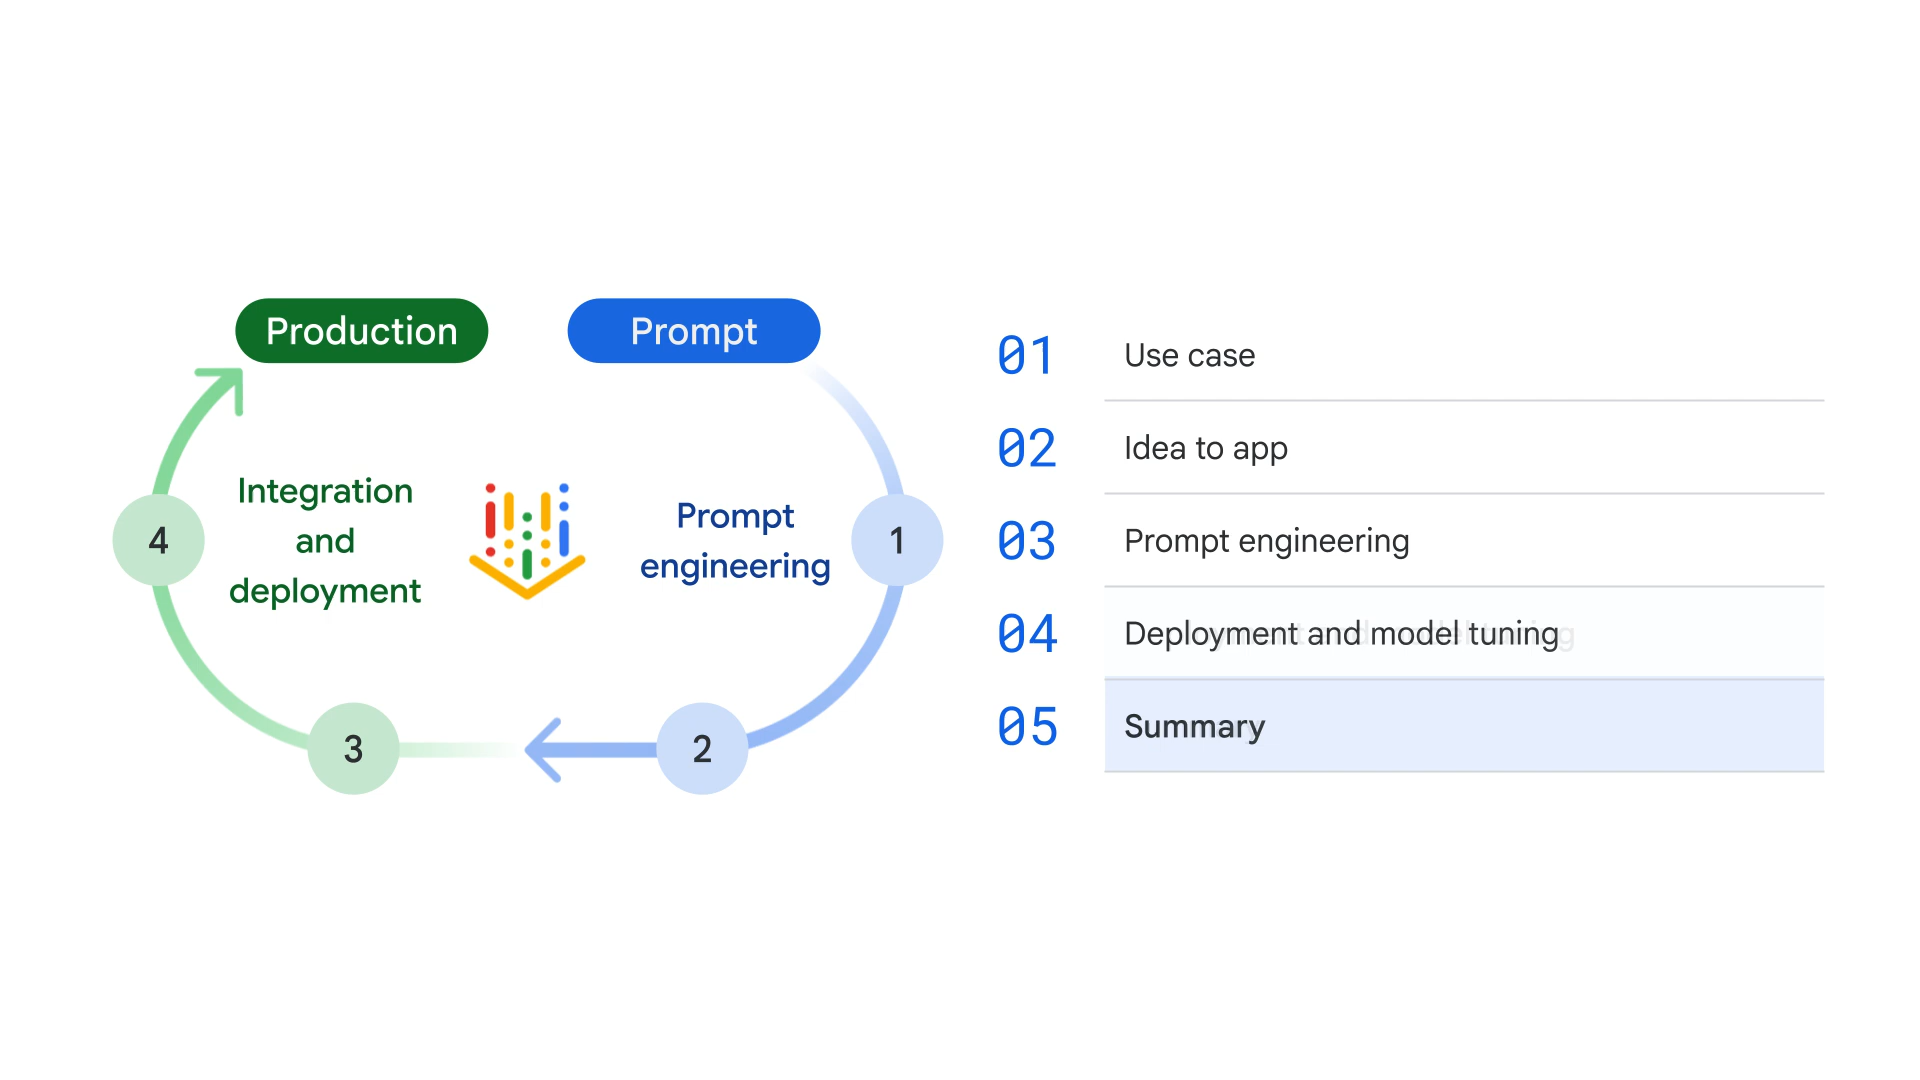 Production
Prompt
Integration
and
deployment
Prompt
engineering
1
2
3
4
01 Use case
02 Idea to app
03 Prompt engineering
04 Deployment and model tuning
05 Summary